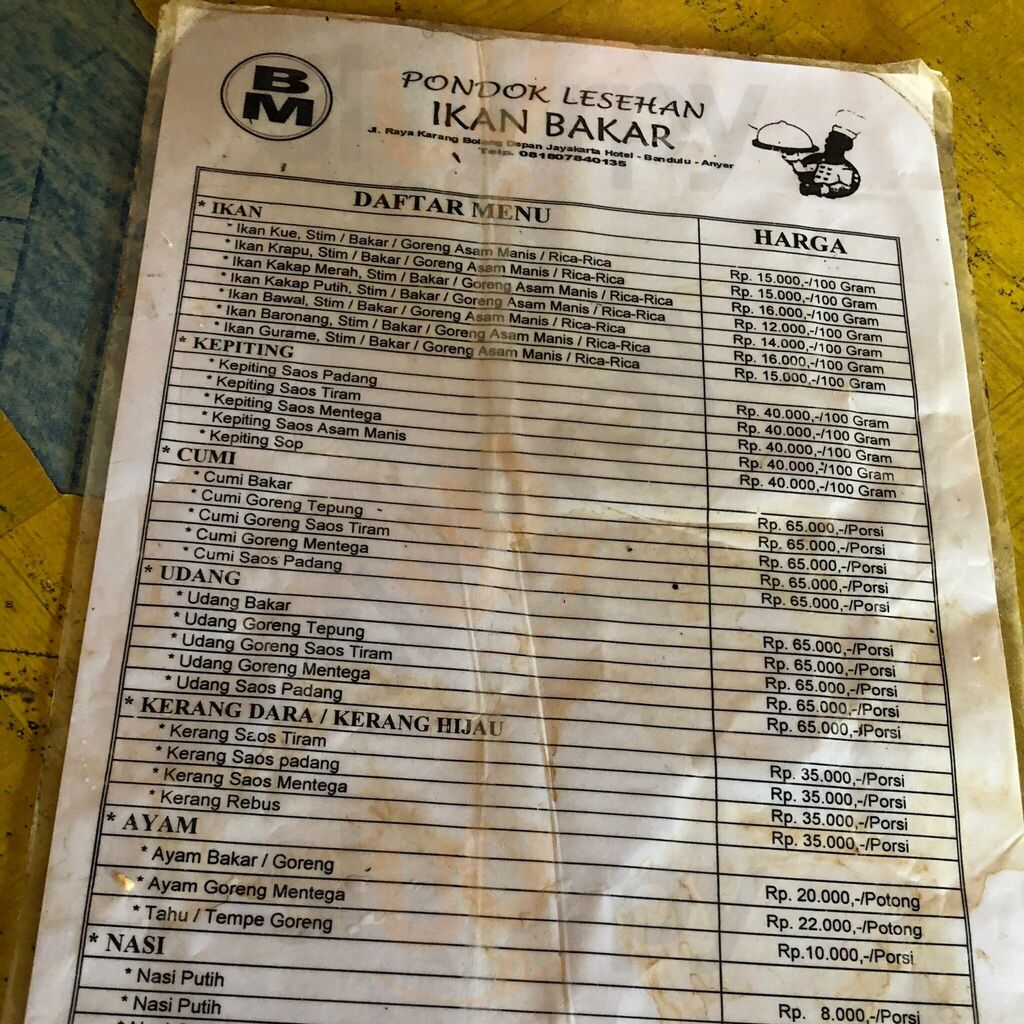 BM
PONDOK LESEHAN
IKAN BAKAR
Jl. Raya Karang Bolong Depan Jayakarta Hotel - Bandulu - Anyer
Telp. 081807840135
DAFTAR MENU HARGA
* IKAN
* Ikan Kue, Stim / Bakar / Goreng Asam Manis / Rica-Rica Rp. 15.000,-/100 Gram
* Ikan Krapu, Stim / Bakar / Goreng Asam Manis / Rica-Rica Rp. 15.000,-/100 Gram
* Ikan Kakap Merah, Stim / Bakar / Goreng Asam Manis / Rica-Rica Rp. 16.000,-/100 Gram
* Ikan Kakap Putih, Stim / Bakar / Goreng Asam Manis / Rica-Rica Rp. 12.000,-/100 Gram
* Ikan Bawal, Stim / Bakar / Goreng Asam Manis / Rica-Rica Rp. 14.000,-/100 Gram
* Ikan Baronang, Stim / Bakar / Goreng Asam Manis / Rica-Rica Rp. 16.000,-/100 Gram
* Ikan Gurame, Stim / Bakar / Goreng Asam Manis / Rica-Rica Rp. 15.000,-/100 Gram
* KEPITING
* Kepiting Saos Padang Rp. 40.000,-/100 Gram
* Kepiting Saos Tiram Rp. 40.000,-/100 Gram
* Kepiting Saos Mentega Rp. 40.000,-/100 Gram
* Kepiting Saos Asam Manis Rp. 40.000,-/100 Gram
* Kepiting Sop Rp. 40.000,-/100 Gram
* CUMI
* Cumi Bakar Rp. 65.000,-/Porsi
* Cumi Goreng Tepung Rp. 65.000,-/Porsi
* Cumi Goreng Saos Tiram Rp. 65.000,-/Porsi
* Cumi Goreng Mentega Rp. 65.000,-/Porsi
* Cumi Saos Padang Rp. 65.000,-/Porsi
* UDANG
* Udang Bakar Rp. 65.000,-/Porsi
* Udang Goreng Tepung Rp. 65.000,-/Porsi
* Udang Goreng Saos Tiram Rp. 65.000,-/Porsi
* Udang Goreng Mentega Rp. 65.000,-/Porsi
* Udang Saos Padang Rp. 65.000,-/Porsi
* KERANG DARA / KERANG HIJAU
* Kerang Saos Tiram Rp. 35.000,-/Porsi
* Kerang Saos padang Rp. 35.000,-/Porsi
* Kerang Saos Mentega Rp. 35.000,-/Porsi
* Kerang Rebus Rp. 35.000,-/Porsi
* AYAM
* Ayam Bakar / Goreng Rp. 20.000,-/Potong
* Ayam Goreng Mentega Rp. 22.000,-/Potong
* Tahu / Tempe Goreng Rp.10.000,-/Porsi
* NASI
* Nasi Putih Rp. 8.000,-/Porsi
* Nasi Putih